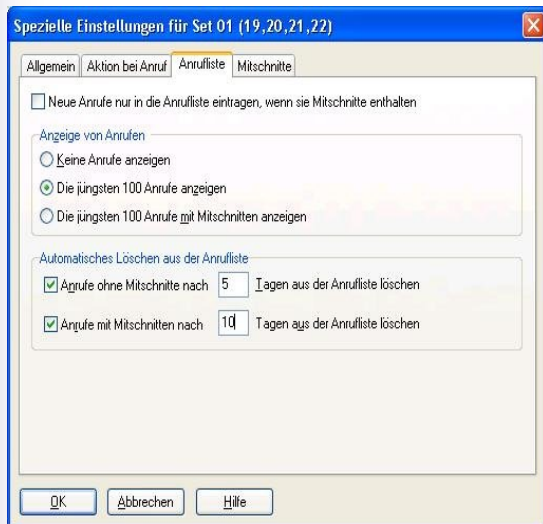 Spezielle Einstellungen für Set 01 (19,20,21,22)
Allgemein Aktion bei Anruf Anrufliste Mitschnitte
Neue Anrufe nur in die Anrufliste eintragen, wenn sie Mitschnitte enthalten
Anzeige von Anrufen
Keine Anrufe anzeigen
Die jüngsten 100 Anrufe anzeigen
Die jüngsten 100 Anrufe mit Mitschnitten anzeigen
Automatisches Löschen aus der Anrufliste
Anrufe ohne Mitschnitte nach 5 Tagen aus der Anrufliste löschen
Anrufe mit Mitschnitten nach 10 Tagen aus der Anrufliste löschen
OK Abbrechen Hilfe